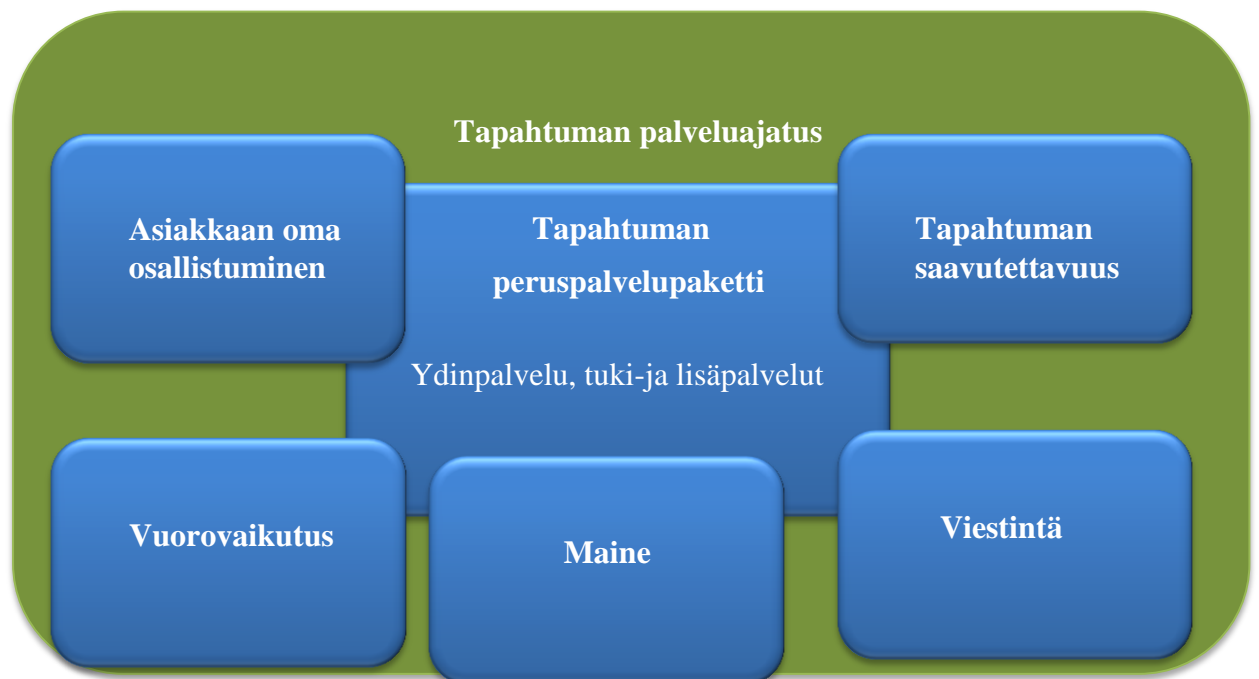 Tapahtuman palveluajatus
Asiakkaan oma
osallistuminen
Tapahtuman
peruspalvelupaketti
Ydinpalvelu, tuki-ja lisäpalvelut
Tapahtuman
saavutettavuus
Vuorovaikutus
Maine
Viestintä